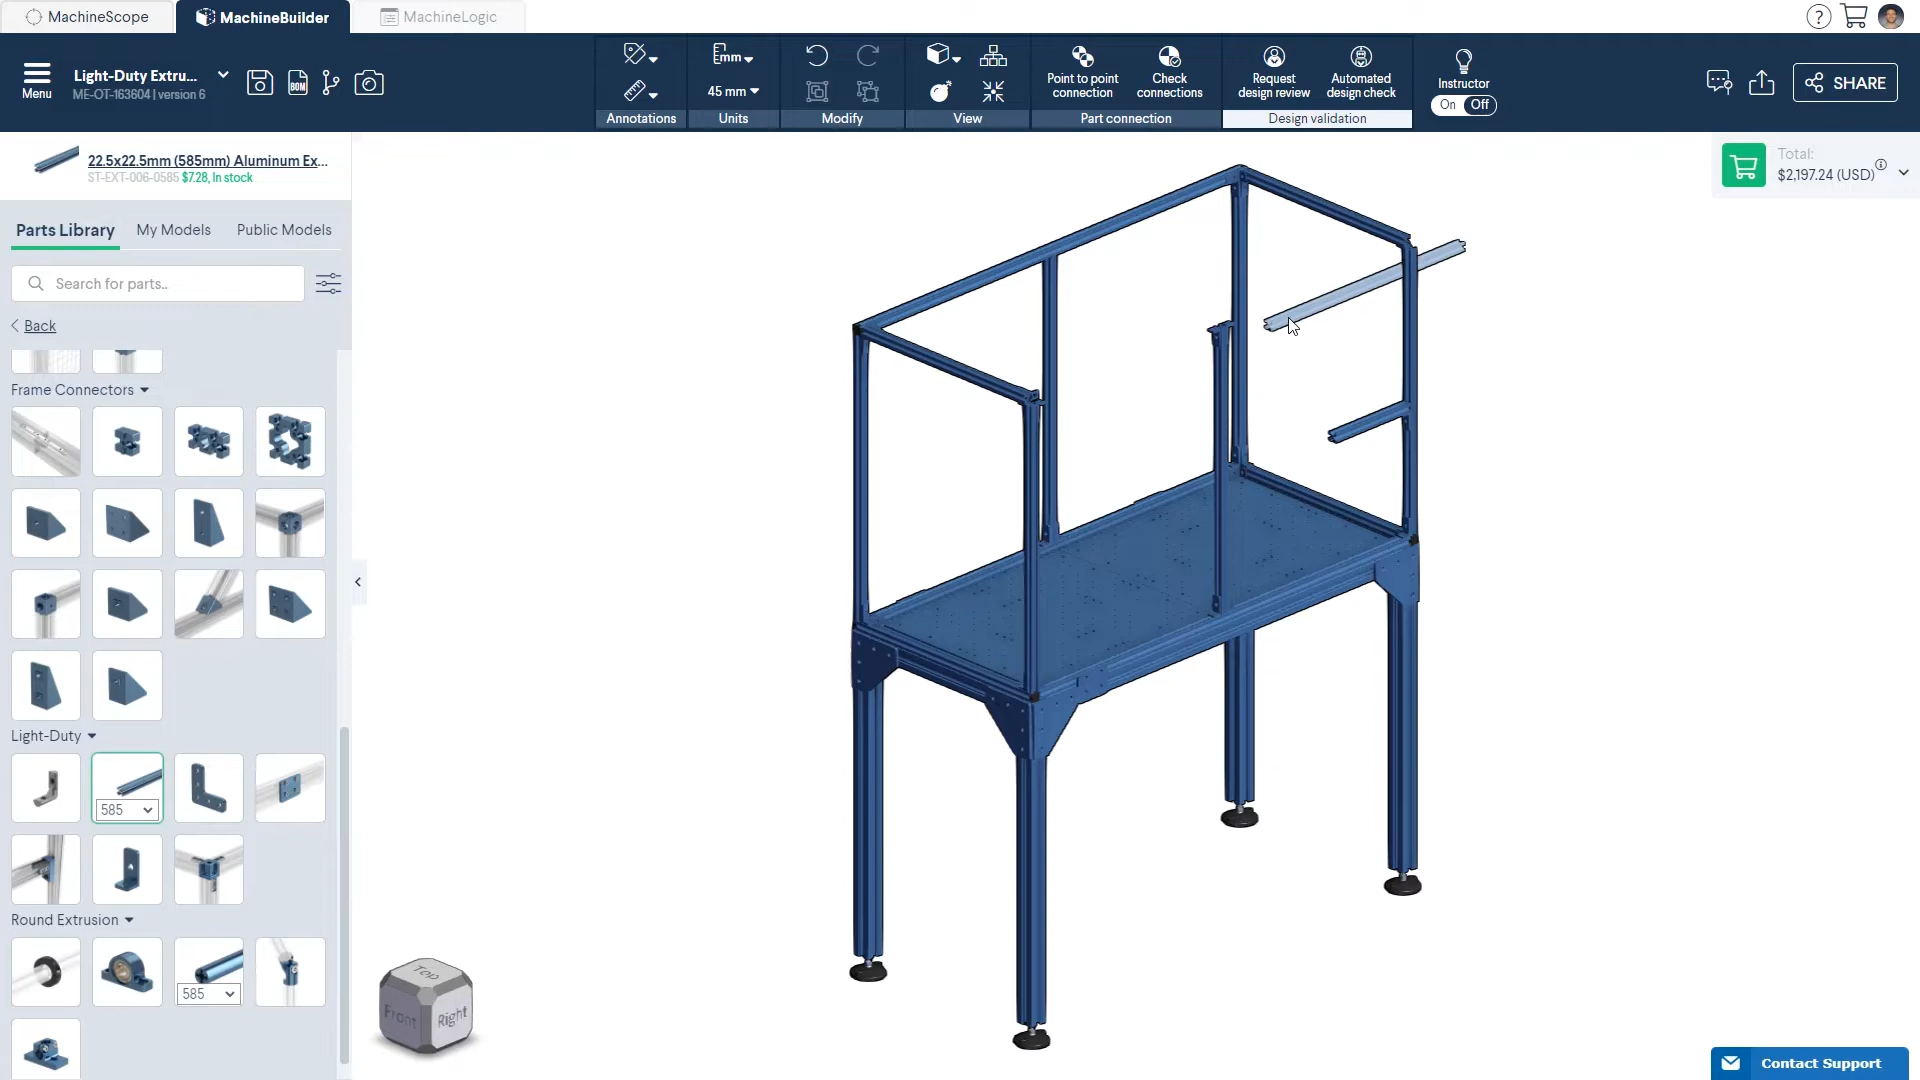 MachineScope
MachineBuilder
MachineLogic
?
Menu
Light-Duty Extru...
ME-OT-163604 | version 6
BOM
Annotations
mm
45 mm
Units
Modify
View
Point to point
connection
Check
connections
Part connection
Request
design review
Automated
design check
Design validation
Instructor
On Off
SHARE
22.5x22.5mm (585mm) Aluminum Ex...
ST-EXT-006-0585 $7.28, In stock
Total:
$2,197.24 (USD)
Parts Library
My Models
Public Models
Search for parts..
Back
Frame Connectors
Light-Duty
585
Round Extrusion
585
Top
Front
Right
Contact Support